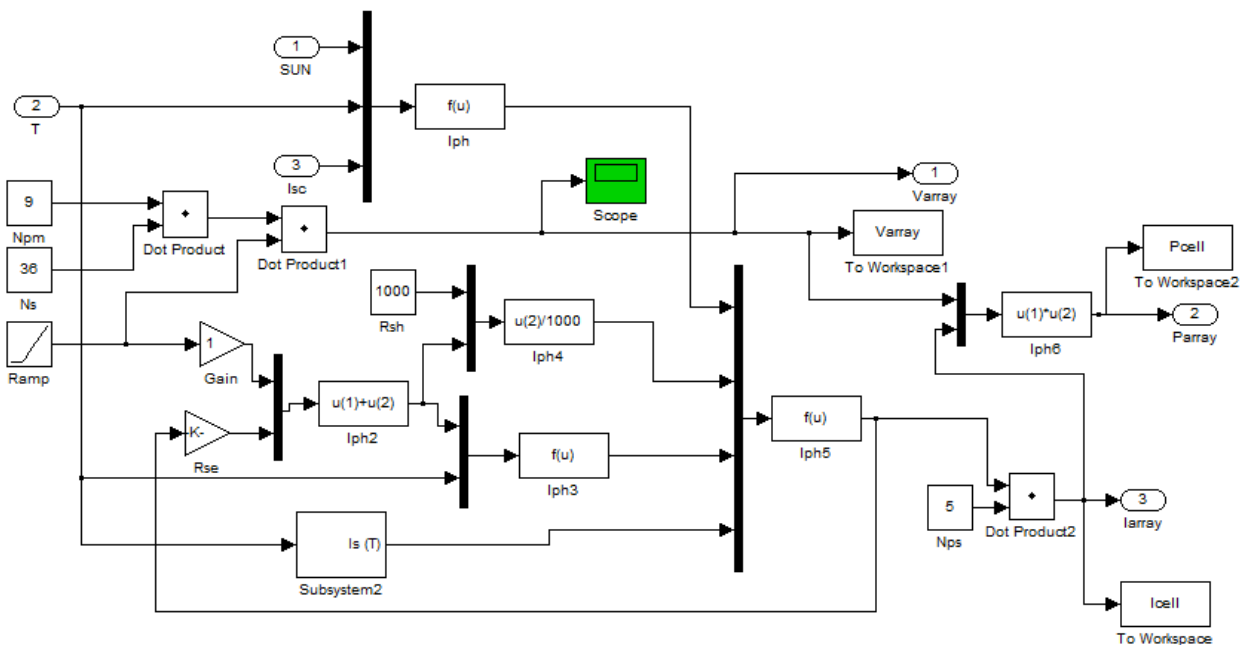 1
SUN
2
T
f(u)
Iph
3
Isc
9
Npm
Dot Product
Dot Product1
Scope
1
Varray
Varray
To Workspace1
Pcell
To Workspace2
36
Ns
1000
Rsh
u(2)/1000
Iph4
u(1)*u(2)
Iph6
2
Parray
Ramp
1
Gain
u(1)+u(2)
Iph2
K-
Rse
f(u)
Iph3
f(u)
Iph5
5
Nps
Dot Product2
3
Iarray
Is (T)
Subsystem2
Icell
To Workspace